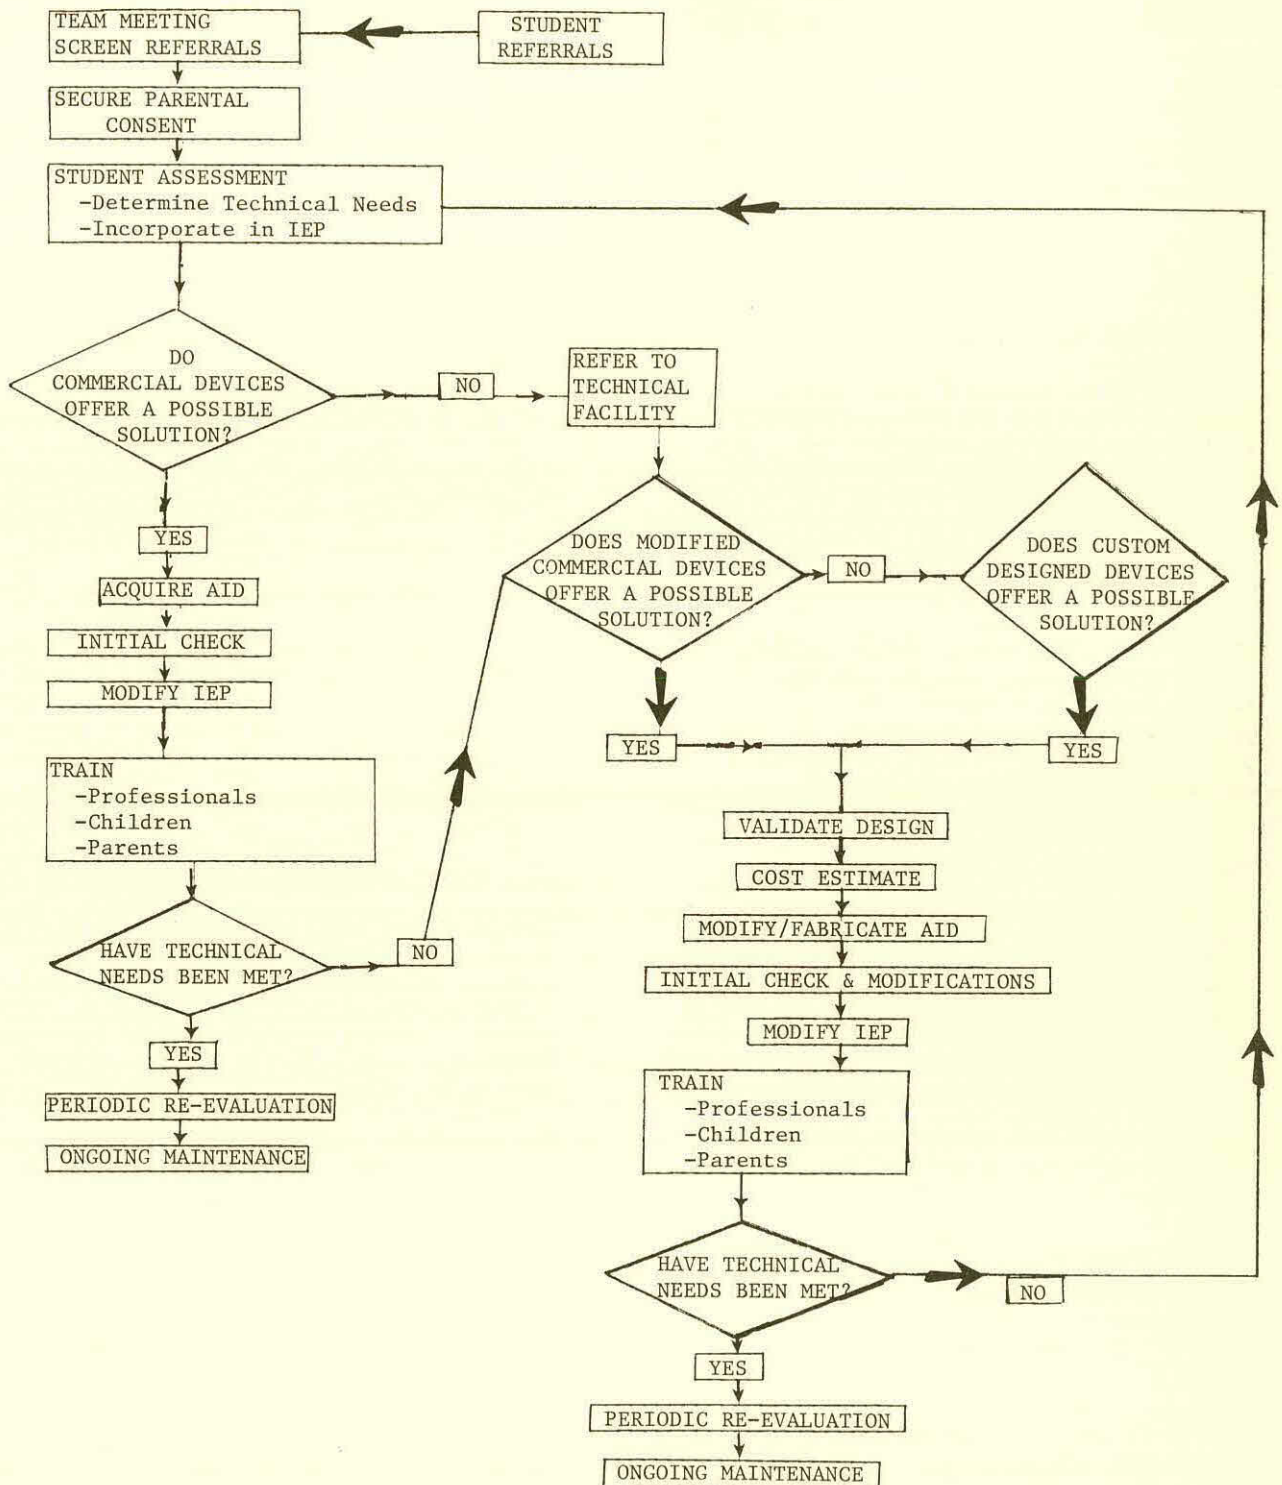 TEAM MEETING
SCREEN REFERRALS
STUDENT
REFERRALS
SECURE PARENTAL
CONSENT
STUDENT ASSESSMENT
-Determine Technical Needs
-Incorporate in IEP
DO
COMMERCIAL DEVICES
OFFER A POSSIBLE
SOLUTION?
NO
REFER TO
TECHNICAL
FACILITY
YES
ACQUIRE AID
INITIAL CHECK
MODIFY IEP
TRAIN
-Professionals
-Children
-Parents
HAVE TECHNICAL
NEEDS BEEN MET?
NO
YES
PERIODIC RE-EVALUATION
ONGOING MAINTENANCE
DOES MODIFIED
COMMERCIAL DEVICES
OFFER A POSSIBLE
SOLUTION?
NO
DOES CUSTOM
DESIGNED DEVICES
OFFER A POSSIBLE
SOLUTION?
YES
YES
VALIDATE DESIGN
COST ESTIMATE
MODIFY/FABRICATE AID
INITIAL CHECK & MODIFICATIONS
MODIFY IEP
TRAIN
-Professionals
-Children
-Parents
HAVE TECHNICAL
NEEDS BEEN MET?
NO
YES
PERIODIC RE-EVALUATION
ONGOING MAINTENANCE